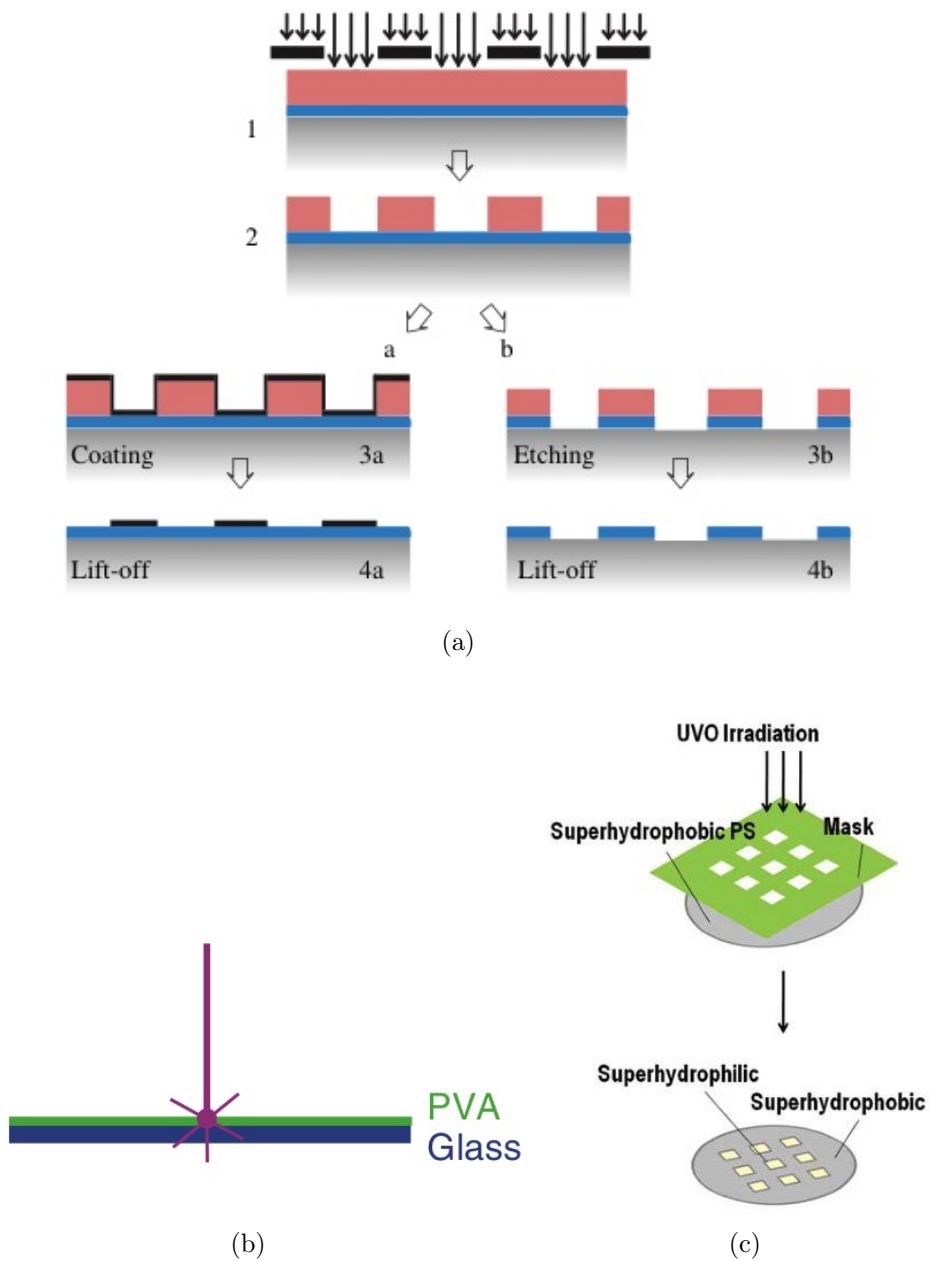 1
2
a
b
Coating
3a
Etching
3b
Lift-off
4a
Lift-off
4b
(a)
UVO Irradiation
Superhydrophobic PS
Mask
Superhydrophilic
Superhydrophobic
PVA
Glass
(b)
(c)